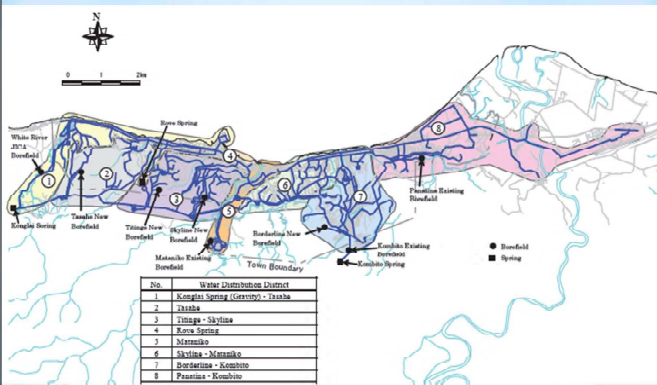 N
0 1 2km
Rove Spring
White River
JICA
Borefield
8
4
1
2
6
3
7
5
Konglai Spring
Tasahe New
Borefield
Titinge New
Borefield
Skyline New
Borefield
Mataniko Existing
Borefield
Borderline New
Borefield
Panatina Existing
Borefield
Kombito Existing
Borefield
Kombito Spring
Town Boundary
Borefield
Spring
No. Water Distribution District
1 Konglai Spring (Gravity) - Tasahe
2 Tasahe
3 Titinge - Skyline
4 Rove Spring
5 Mataniko
6 Skyline - Mataniko
7 Borderline - Kombito
8 Panatina - Kombito